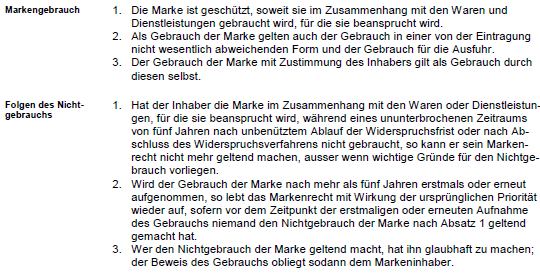 Markengebrauch
1. Die Marke ist geschützt, soweit sie im Zusammenhang mit den Waren und
Dienstleistungen gebraucht wird, für die sie beansprucht wird.
2. Als Gebrauch der Marke gelten auch der Gebrauch in einer von der Eintragung
nicht wesentlich abweichenden Form und der Gebrauch für die Ausfuhr.
3. Der Gebrauch der Marke mit Zustimmung des Inhabers gilt als Gebrauch durch
diesen selbst.
Folgen des Nicht-
gebrauchs
1. Hat der Inhaber die Marke im Zusammenhang mit den Waren oder Dienstleistun-
gen, für die sie beansprucht wird, während eines ununterbrochenen Zeitraums
von fünf Jahren nach unbenütztem Ablauf der Widerspruchsfrist oder nach Ab-
schluss des Widerspruchsverfahrens nicht gebraucht, so kann er sein Marken-
recht nicht mehr geltend machen, ausser wenn wichtige Gründe für den Nichtge-
brauch vorliegen.
2. Wird der Gebrauch der Marke nach mehr als fünf Jahren erstmals oder erneut
aufgenommen, so lebt das Markenrecht mit Wirkung der ursprünglichen Priorität
wieder auf, sofern vor dem Zeitpunkt der erstmaligen oder erneuten Aufnahme
des Gebrauchs niemand den Nichtgebrauch der Marke nach Absatz 1 geltend
gemacht hat.
3. Wer den Nichtgebrauch der Marke geltend macht, hat ihn glaubhaft zu machen;
der Beweis des Gebrauchs obliegt sodann dem Markeninhaber.